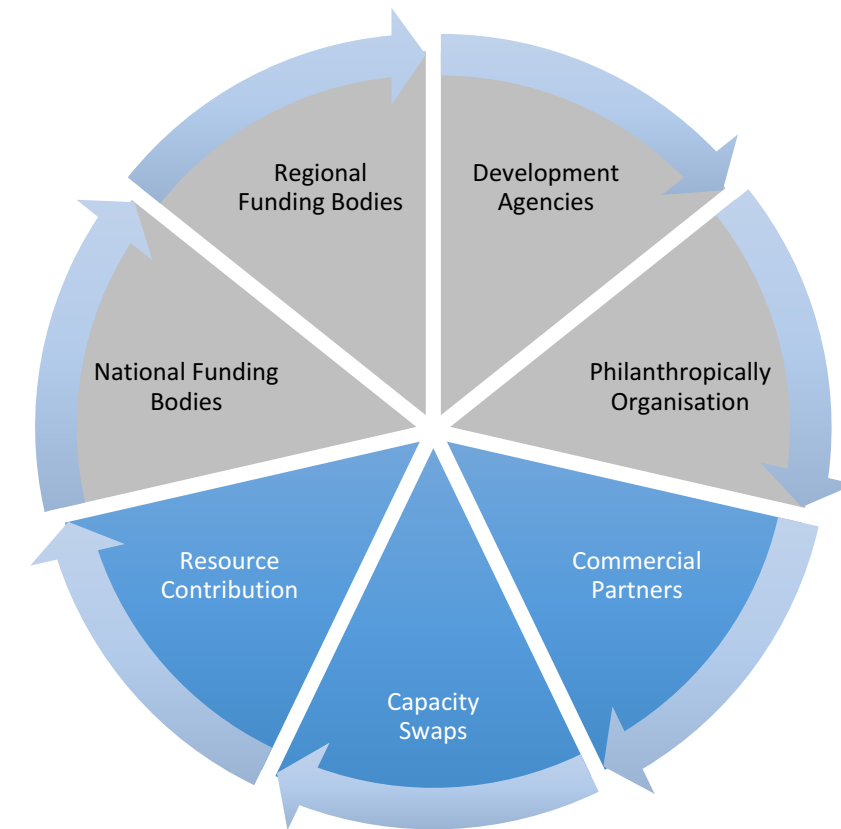 Regional
Funding Bodies
Development
Agencies
National Funding
Bodies
Philanthropically
Organisation
Resource
Contribution
Commercial
Partners
Capacity
Swaps